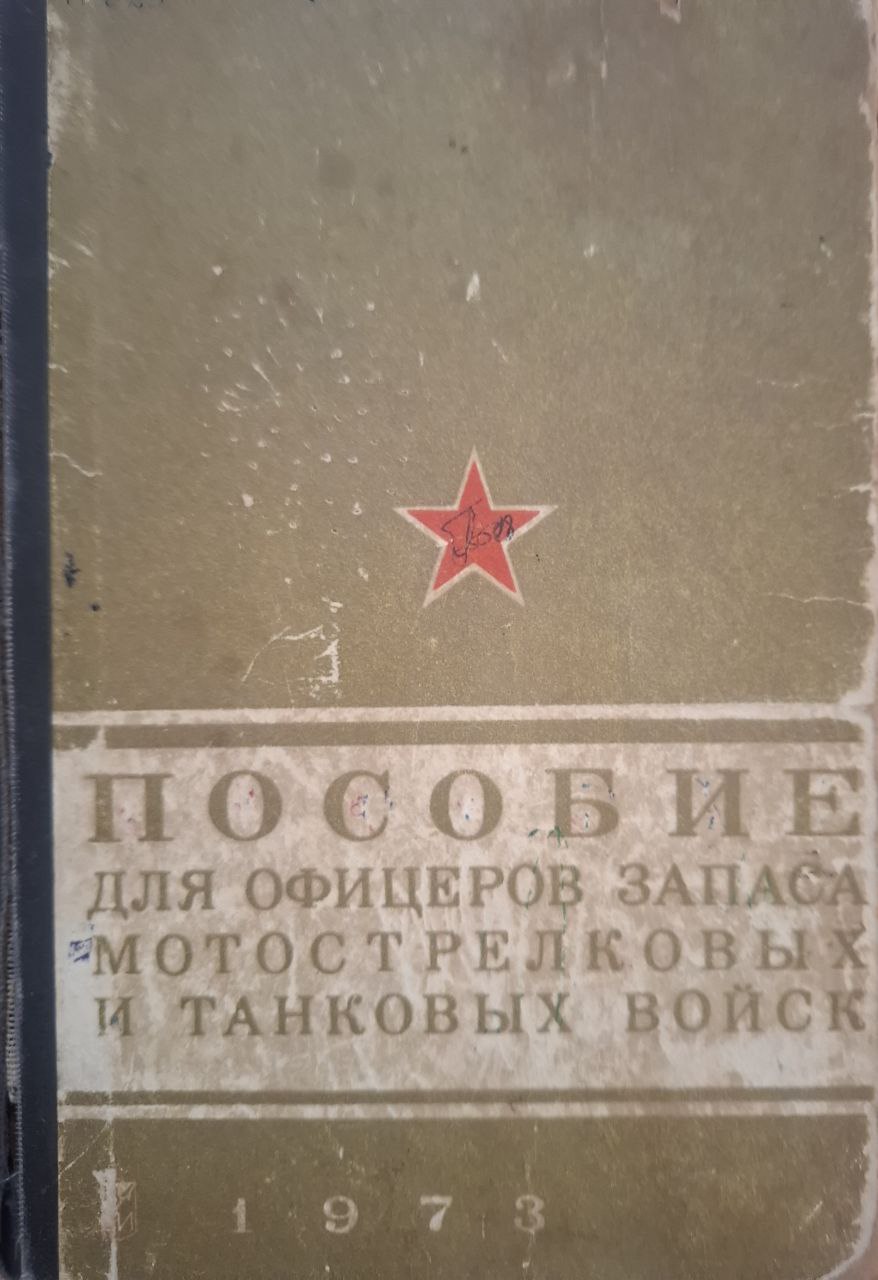 ПОСОБИЕ
ДЛЯ ОФИЦЕРОВ ЗАПАСА
МОТОСТРЕЛКОВЫХ
И ТАНКОВЫХ ВОЙСК
1973